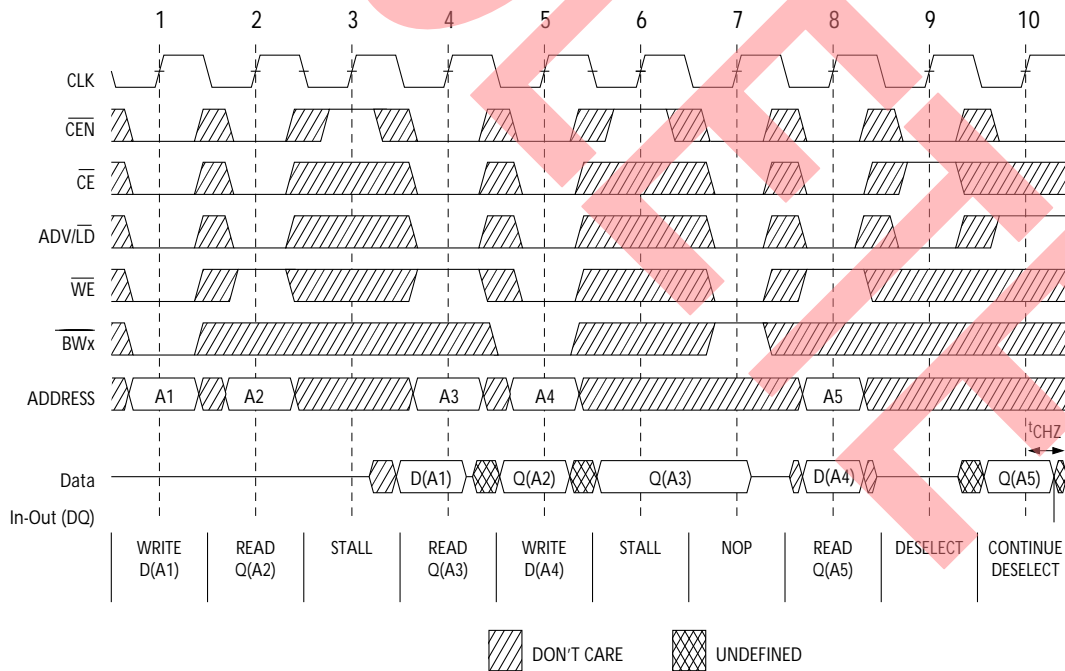 1 2 3 4 5 6 7 8 9 10
CLK
CEN
CE
ADV/LD
WE
BWx
ADDRESS A1 A2 A3 A4 A5
tCHZ
Data D(A1) Q(A2) Q(A3) D(A4) Q(A5)
In-Out (DQ)
WRITE READ STALL READ WRITE STALL NOP READ DESELECT CONTINUE
D(A1) Q(A2) Q(A3) D(A4) Q(A5) DESELECT
DON'T CARE UNDEFINED